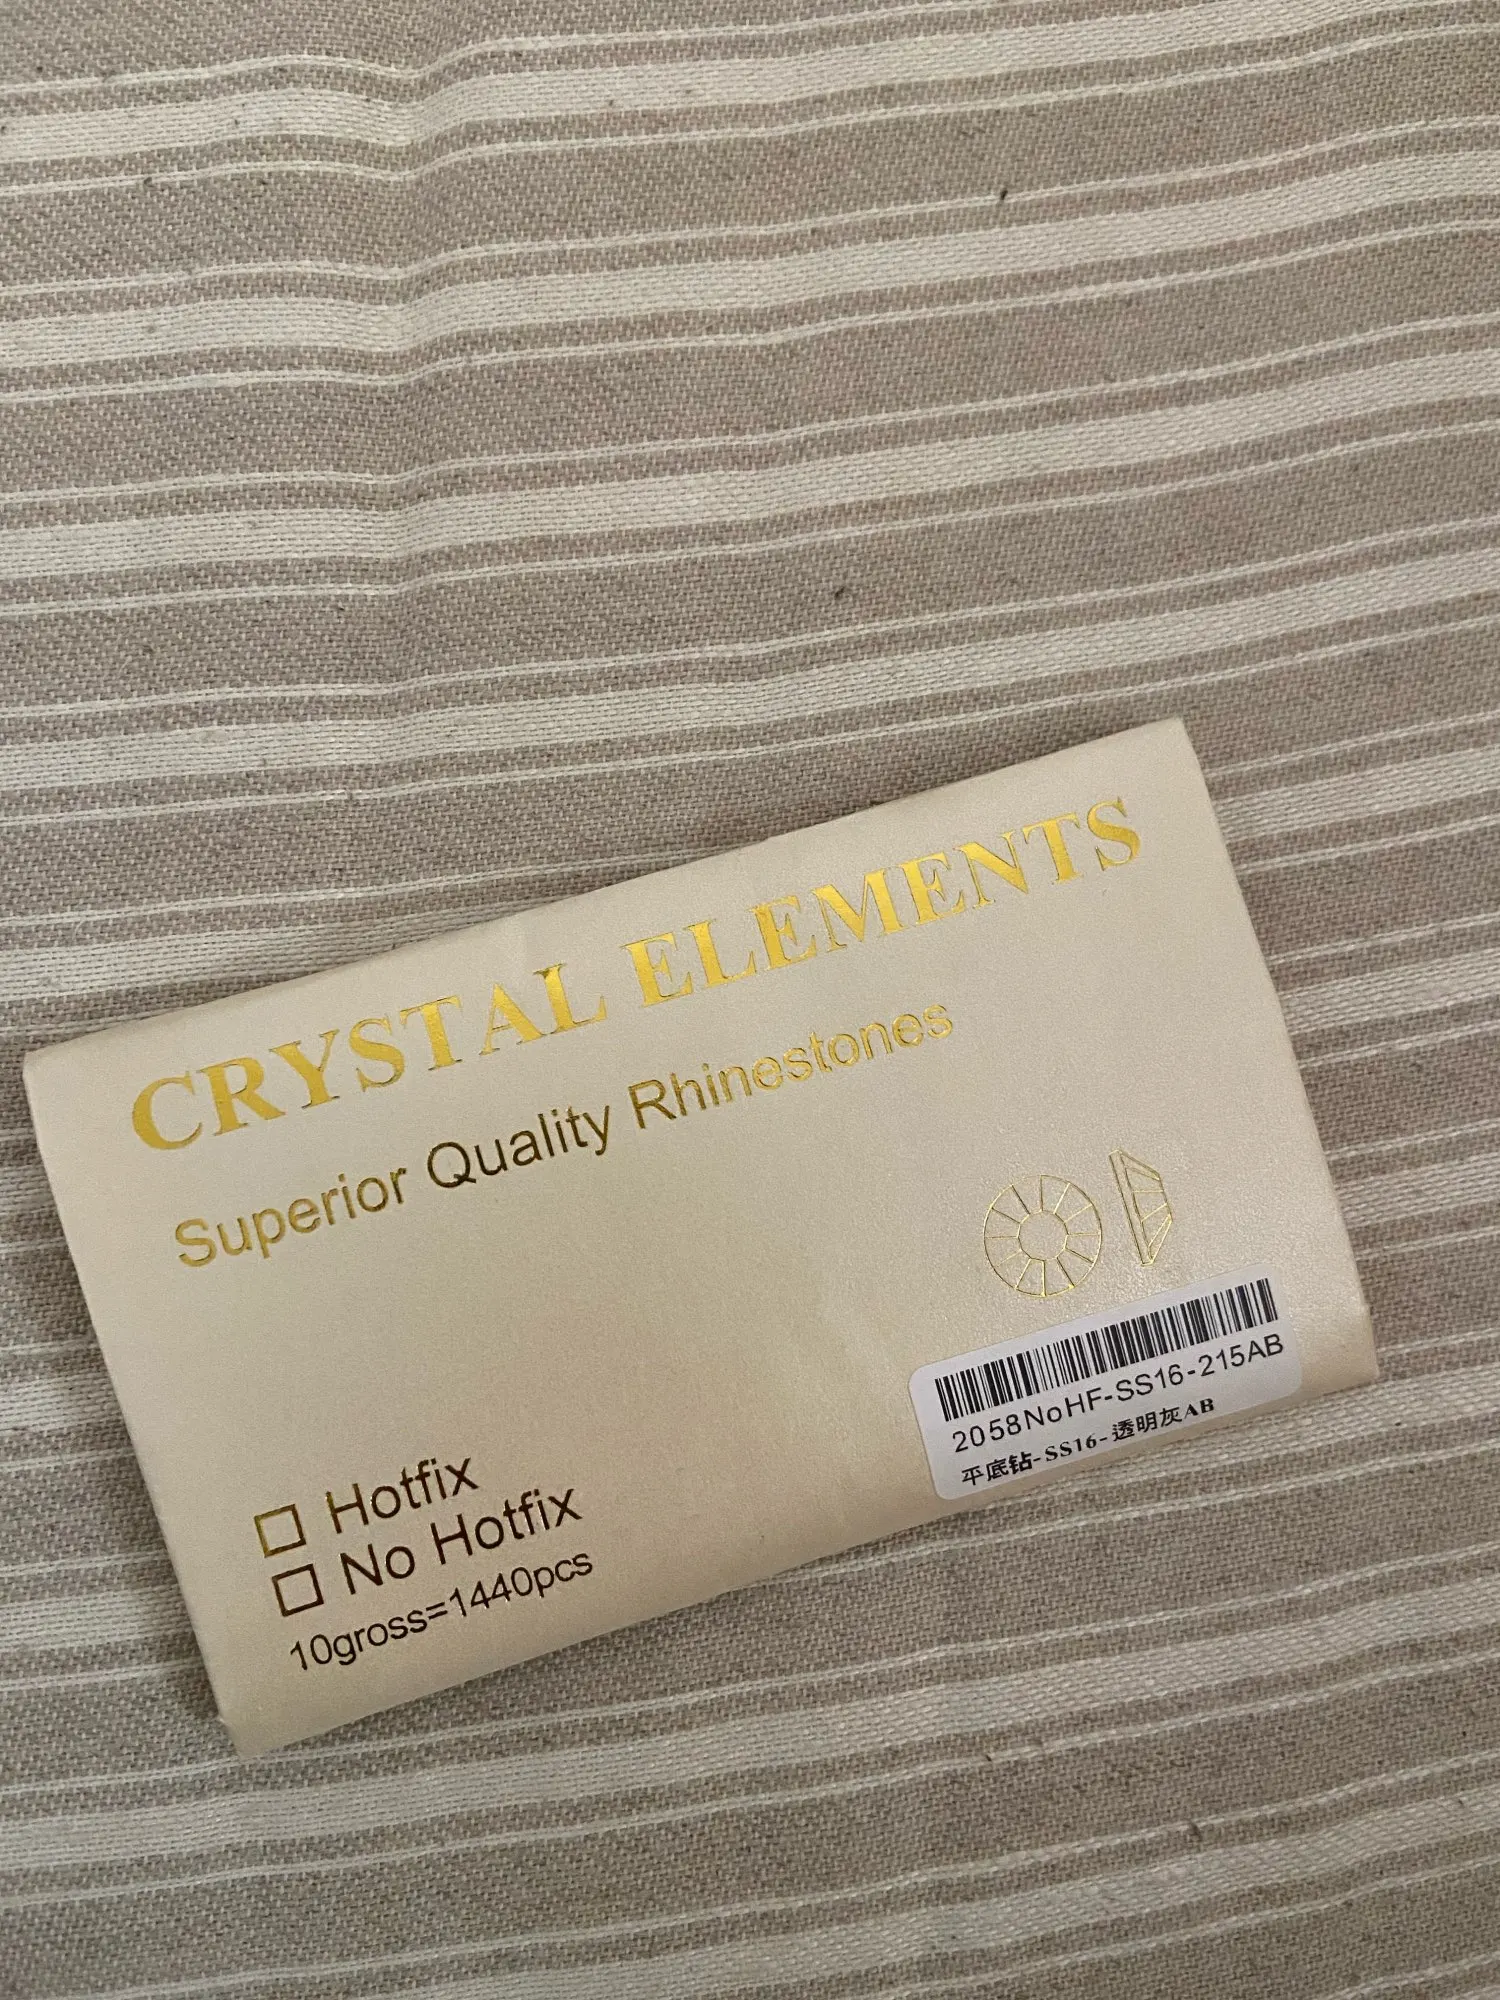 CRYSTAL ELEMENTS
Superior Quality Rhinestones
2058NoHF-SS16-215AB
平底钻-SS16-透明灰AB
Hotfix
No Hotfix
10gross=1440pcs